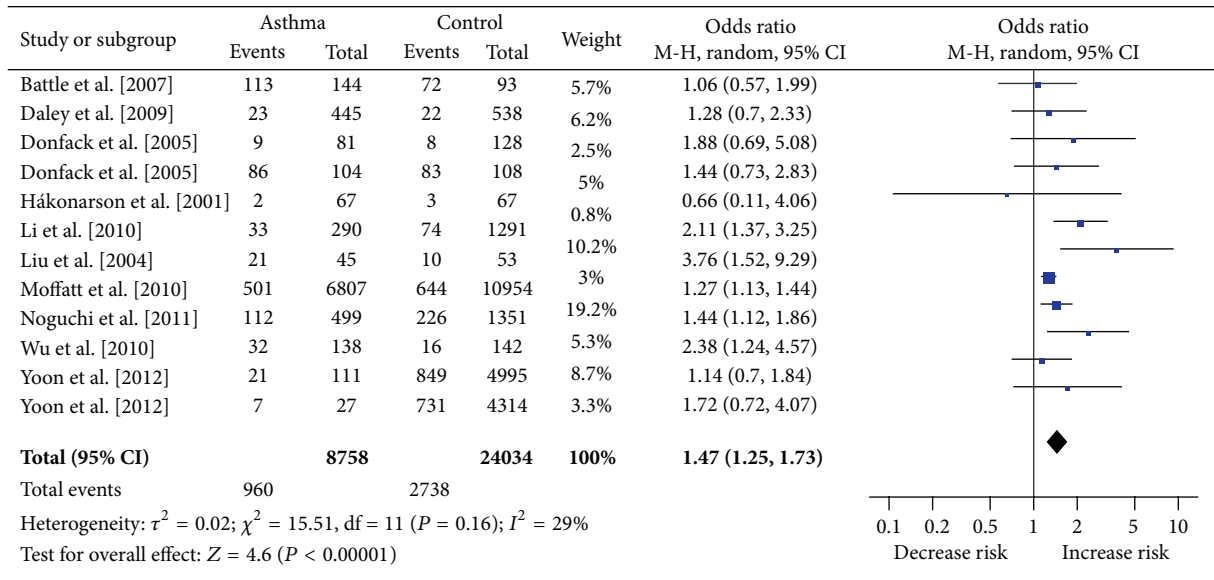 Study or subgroup Asthma Control Weight Odds ratio Odds ratio
Events Total Events Total M-H, random, 95% CI M-H, random, 95% CI
Battle et al. [2007] 113 144 72 93 5.7% 1.06 (0.57, 1.99)
Daley et al. [2009] 23 445 22 538 6.2% 1.28 (0.7, 2.33)
Donfack et al. [2005] 9 81 8 128 2.5% 1.88 (0.69, 5.08)
Donfack et al. [2005] 86 104 83 108 5% 1.44 (0.73, 2.83)
Hákonarson et al. [2001] 2 67 3 67 0.8% 0.66 (0.11, 4.06)
Li et al. [2010] 33 290 74 1291 10.2% 2.11 (1.37, 3.25)
Liu et al. [2004] 21 45 10 53 3% 3.76 (1.52, 9.29)
Moffatt et al. [2010] 501 6807 644 10954 19.2% 1.27 (1.13, 1.44)
Noguchi et al. [2011] 112 499 226 1351 1.44 (1.12, 1.86)
Wu et al. [2010] 32 138 16 142 5.3% 2.38 (1.24, 4.57)
Yoon et al. [2012] 21 111 849 4995 8.7% 1.14 (0.7, 1.84)
Yoon et al. [2012] 7 27 731 4314 3.3% 1.72 (0.72, 4.07)
Total (95% CI) 8758 24034 100% 1.47 (1.25, 1.73)
Total events 960 2738
Heterogeneity: τ² = 0.02; χ² = 15.51, df = 11 (P = 0.16); I² = 29%
0.1 0.2 0.5 1 2 5 10
Test for overall effect: Z = 4.6 (P < 0.00001)
Decrease risk Increase risk